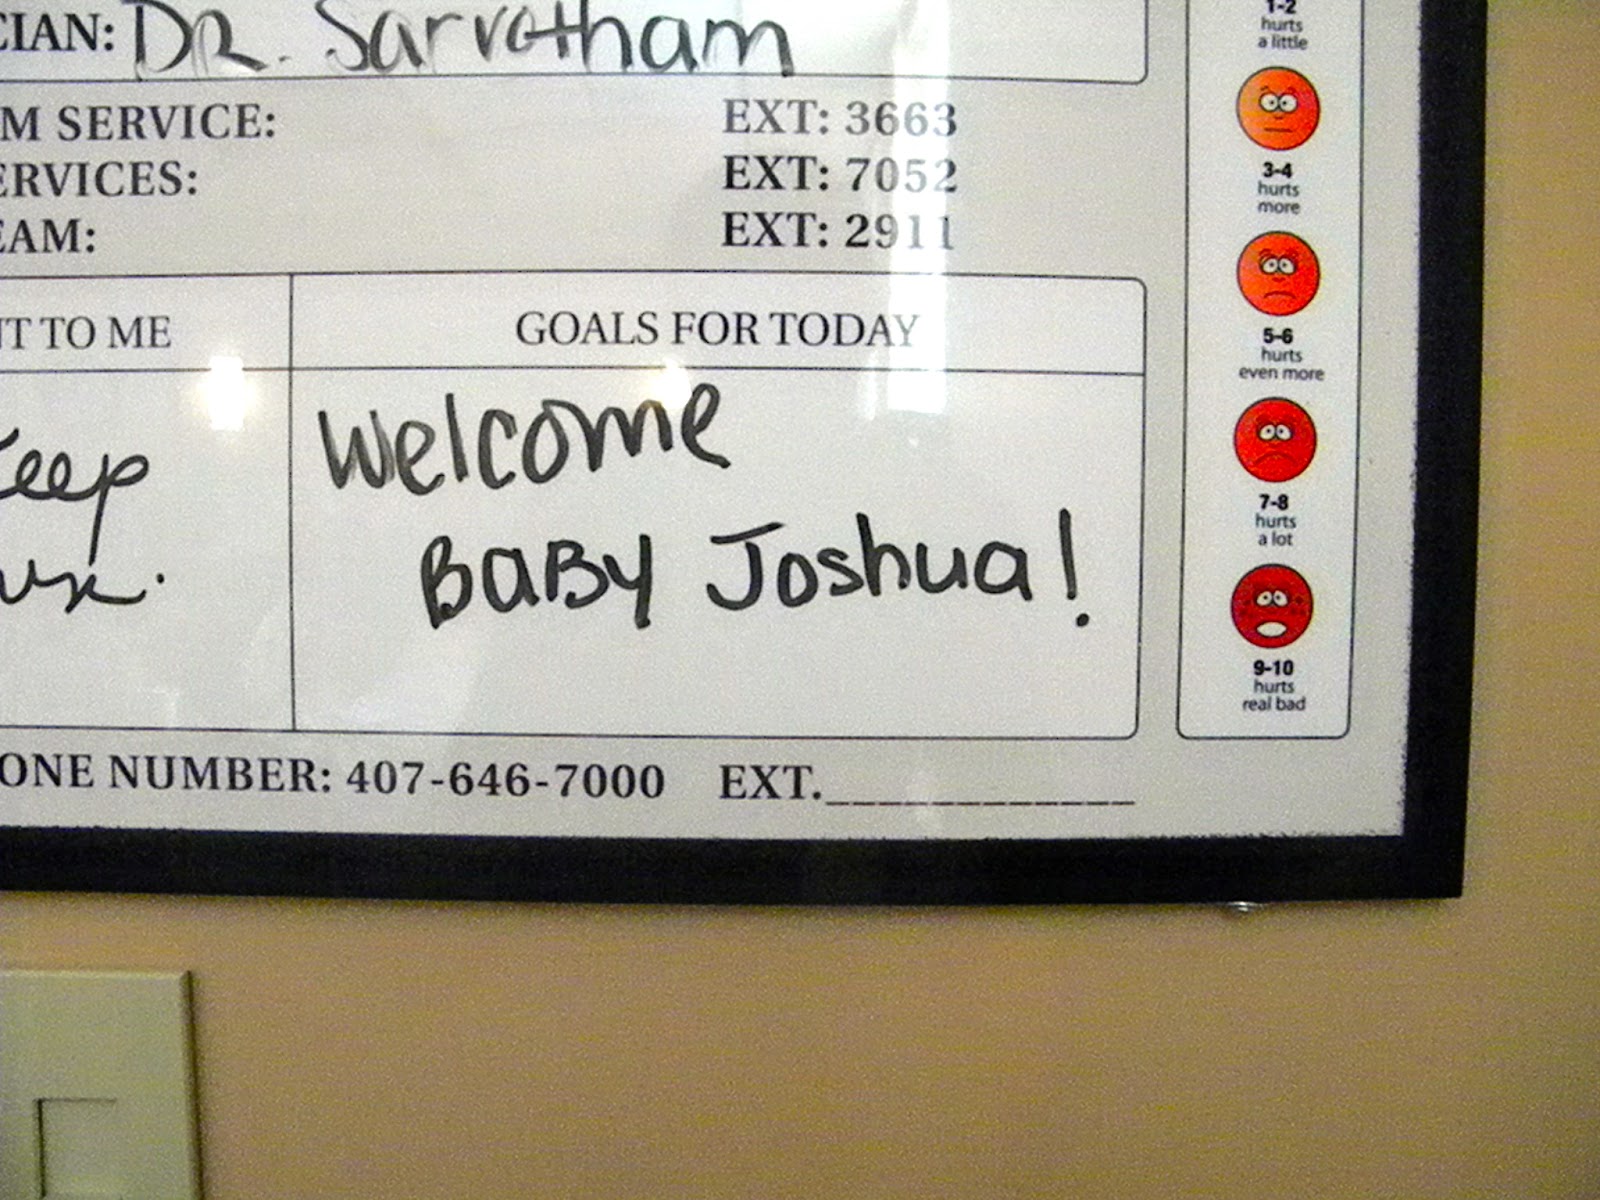 CIAN: DR. Sarvotham
M SERVICE: EXT: 3663
ERVICES: EXT: 7052
EAM: EXT: 2911
T TO ME
GOALS FOR TODAY
Keep
Welcome
BaBy Joshua!
ONE NUMBER: 407-646-7000 EXT.____________
1-2
hurts
a little
3-4
hurts
more
5-6
hurts
even more
7-8
hurts
a lot
9-10
hurts
real bad